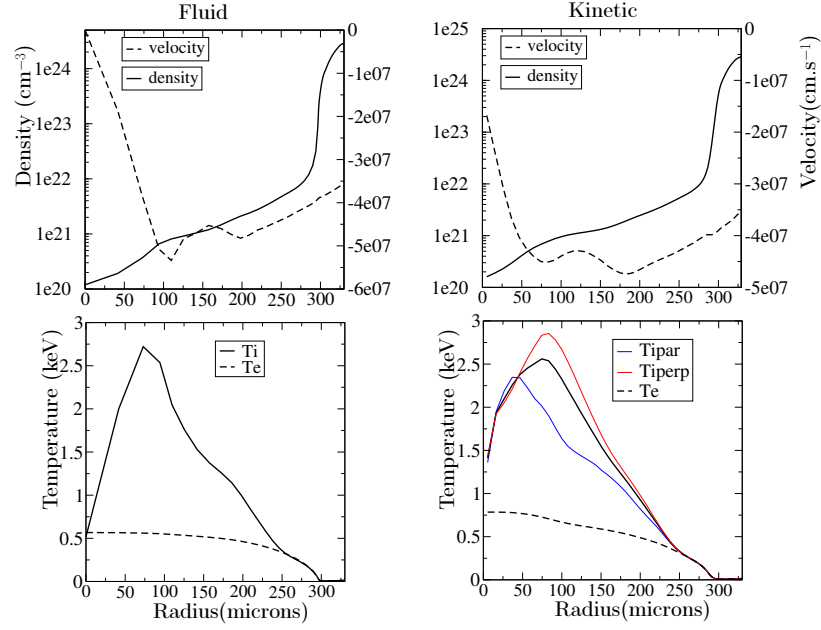 Fluid
Kinetic
Density (cm⁻³)
1e24
1e23
1e22
1e21
1e20
velocity
density
0
-1e07
-2e07
-3e07
-4e07
-5e07
-6e07
0 50 100 150 200 250 300
1e25
1e24
1e23
1e22
1e21
1e20
velocity
density
0
-1e07
-2e07
-3e07
-4e07
-5e07
Velocity(cm.s⁻¹)
0 50 100 150 200 250 300
Temperature (keV)
3
2.5
2
1.5
1
0.5
0
Ti
Te
0 50 100 150 200 250 300
Radius(microns)
Temperature (keV)
3
2.5
2
1.5
1
0.5
0
Tipar
Tiperp
Te
0 50 100 150 200 250 300
Radius(microns)